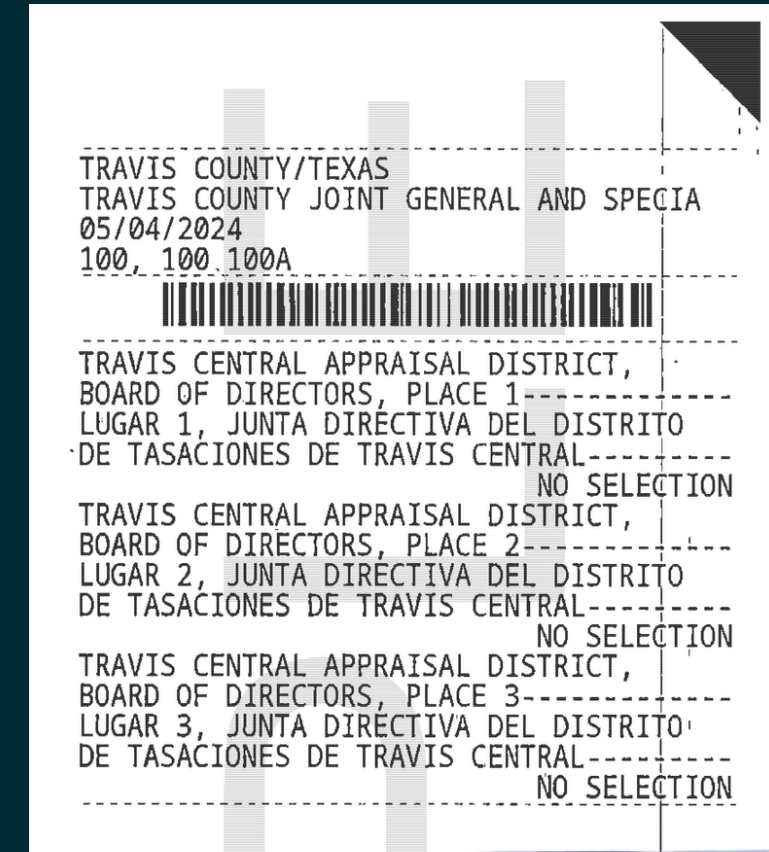 TRAVIS COUNTY/TEXAS
TRAVIS COUNTY JOINT GENERAL AND SPECIA
05/04/2024
100, 100.100A
TRAVIS CENTRAL APPRAISAL DISTRICT,
BOARD OF DIRECTORS, PLACE 1-------------
LUGAR 1, JUNTA DIRECTIVA DEL DISTRITO
DE TASACIONES DE TRAVIS CENTRAL---------
NO SELECTION
TRAVIS CENTRAL APPRAISAL DISTRICT,
BOARD OF DIRECTORS, PLACE 2-------------
LUGAR 2, JUNTA DIRECTIVA DEL DISTRITO
DE TASACIONES DE TRAVIS CENTRAL---------
NO SELECTION
TRAVIS CENTRAL APPRAISAL DISTRICT,
BOARD OF DIRECTORS, PLACE 3-------------
LUGAR 3, JUNTA DIRECTIVA DEL DISTRITO
DE TASACIONES DE TRAVIS CENTRAL---------
NO SELECTION